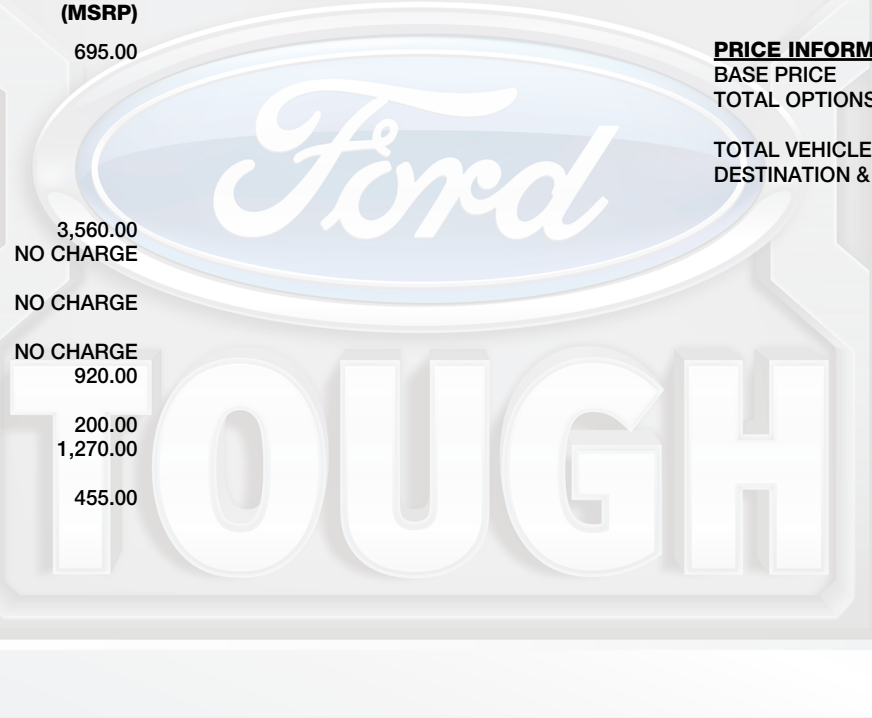 (MSRP)
695.00
3,560.00
NO CHARGE
NO CHARGE
NO CHARGE
920.00
200.00
1,270.00
455.00
PRICE INFORM
BASE PRICE
TOTAL OPTIONS
TOTAL VEHICLE
DESTINATION &
Ford
TOUGH